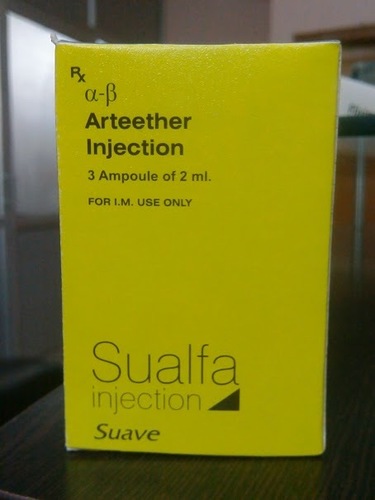 Rx
α-β
Arteether
Injection
3 Ampoule of 2 ml.
FOR I.M. USE ONLY
Sualfa
injection
Suave